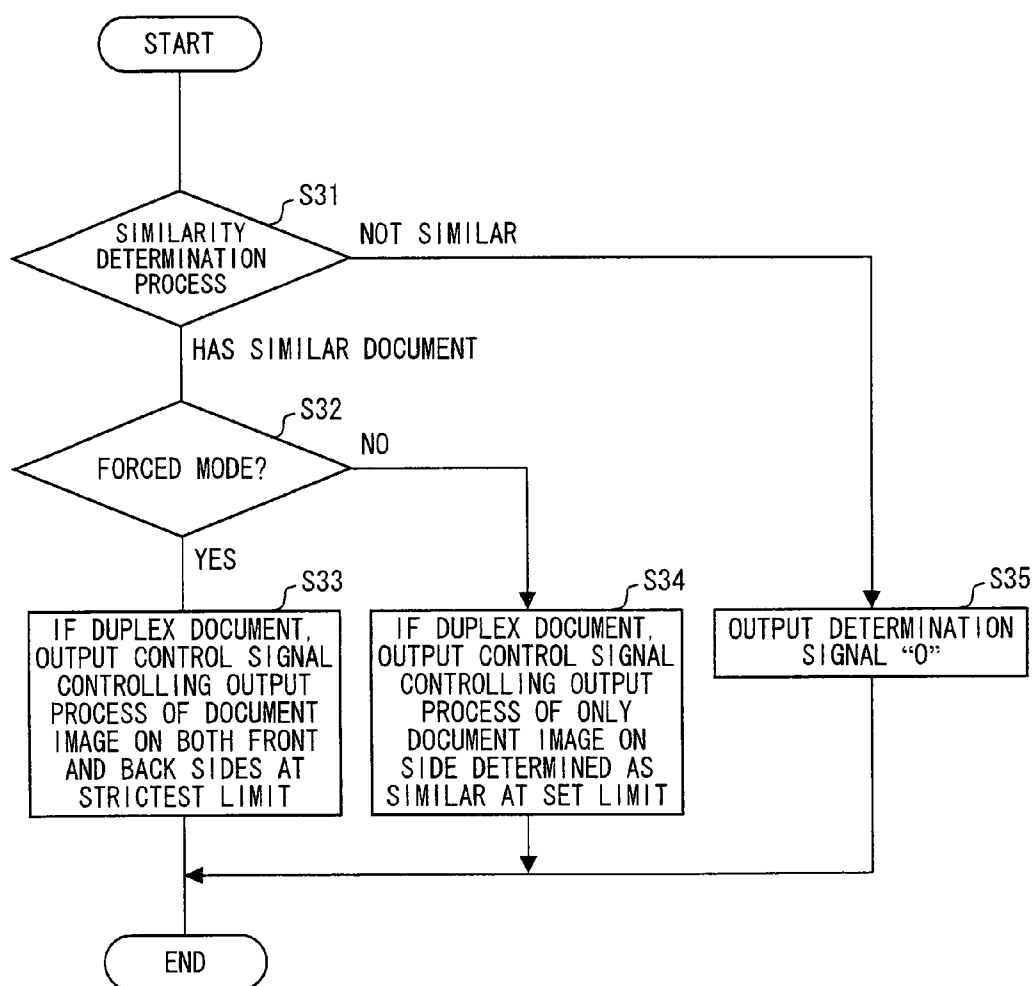 START
S31
SIMILARITY
DETERMINATION
PROCESS
NOT SIMILAR
HAS SIMILAR DOCUMENT
S32
FORCED MODE?
NO
YES
S33
IF DUPLEX DOCUMENT,
OUTPUT CONTROL SIGNAL
CONTROLLING OUTPUT
PROCESS OF DOCUMENT
IMAGE ON BOTH FRONT
AND BACK SIDES AT
STRICTEST LIMIT
S34
IF DUPLEX DOCUMENT,
OUTPUT CONTROL SIGNAL
CONTROLLING OUTPUT
PROCESS OF ONLY
DOCUMENT IMAGE ON
SIDE DETERMINED AS
SIMILAR AT SET LIMIT
S35
OUTPUT DETERMINATION
SIGNAL “0”
END